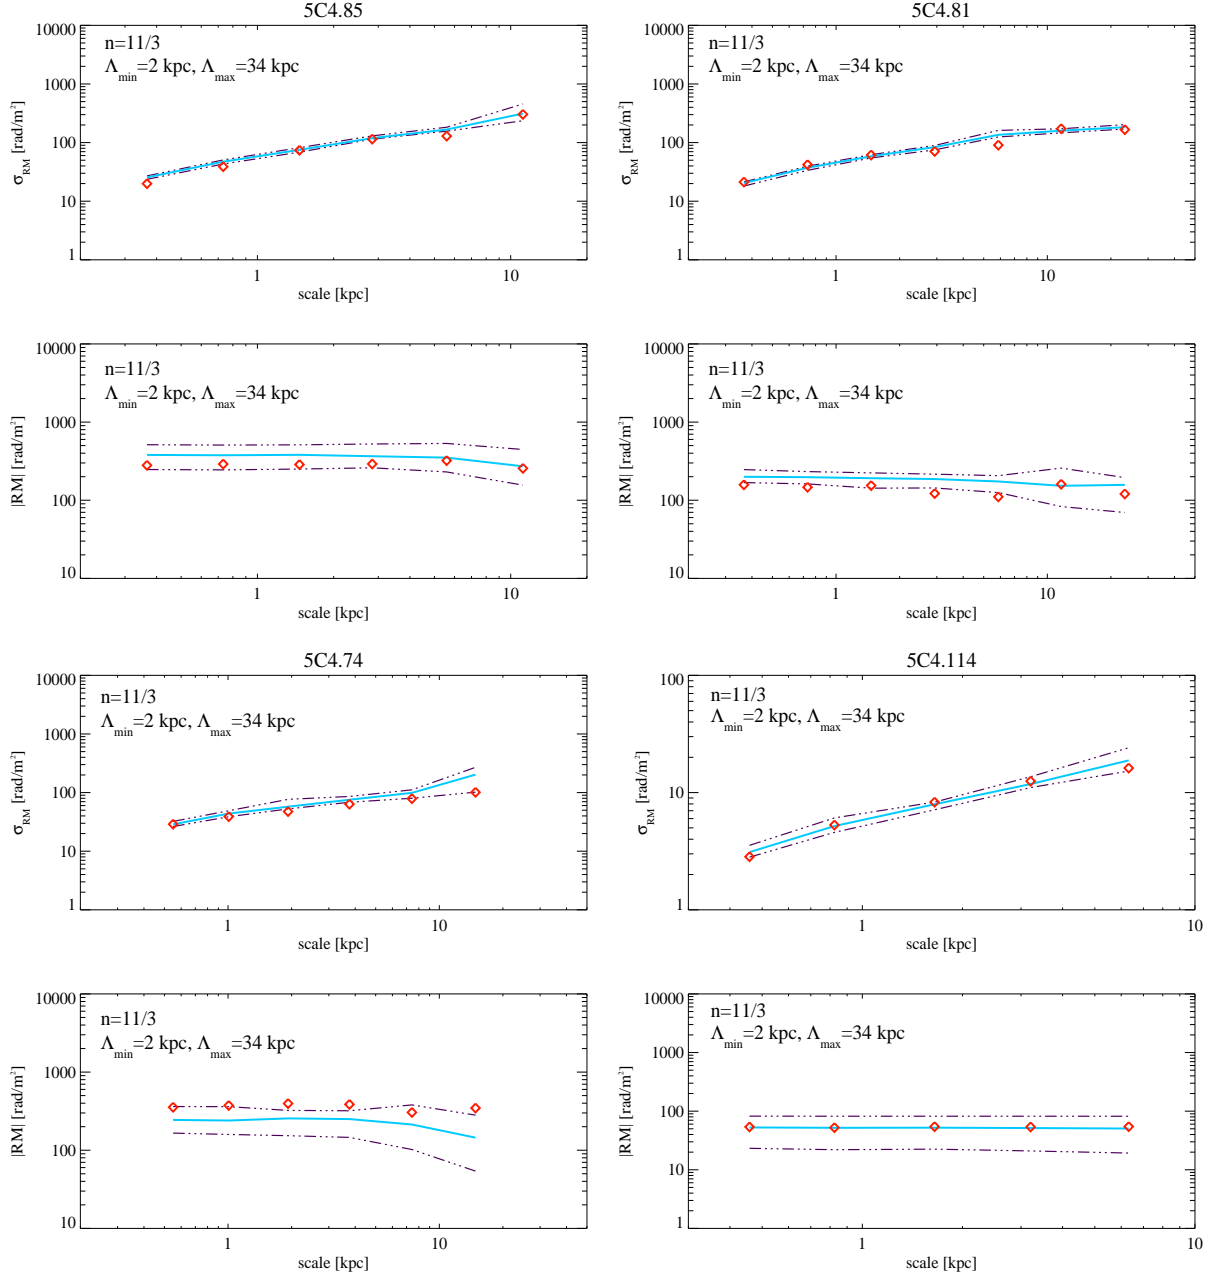 5C4.85
n=11/3
Λmin=2 kpc, Λmax=34 kpc
10000
1000
100
10
1
σRM [rad/m²]
1
10
scale [kpc]
5C4.81
n=11/3
Λmin=2 kpc, Λmax=34 kpc
10000
1000
100
10
1
σRM [rad/m²]
1
10
scale [kpc]
n=11/3
Λmin=2 kpc, Λmax=34 kpc
10000
1000
100
10
|RM| [rad/m²]
1
10
scale [kpc]
n=11/3
Λmin=2 kpc, Λmax=34 kpc
10000
1000
100
10
|RM| [rad/m²]
1
10
scale [kpc]
5C4.74
n=11/3
Λmin=2 kpc, Λmax=34 kpc
10000
1000
100
10
1
σRM [rad/m²]
1
10
scale [kpc]
5C4.114
n=11/3
Λmin=2 kpc, Λmax=34 kpc
100
10
1
σRM [rad/m²]
1
10
scale [kpc]
n=11/3
Λmin=2 kpc, Λmax=34 kpc
10000
1000
100
10
|RM| [rad/m²]
1
10
scale [kpc]
n=11/3
Λmin=2 kpc, Λmax=34 kpc
10000
1000
100
10
1
|RM| [rad/m²]
1
10
scale [kpc]